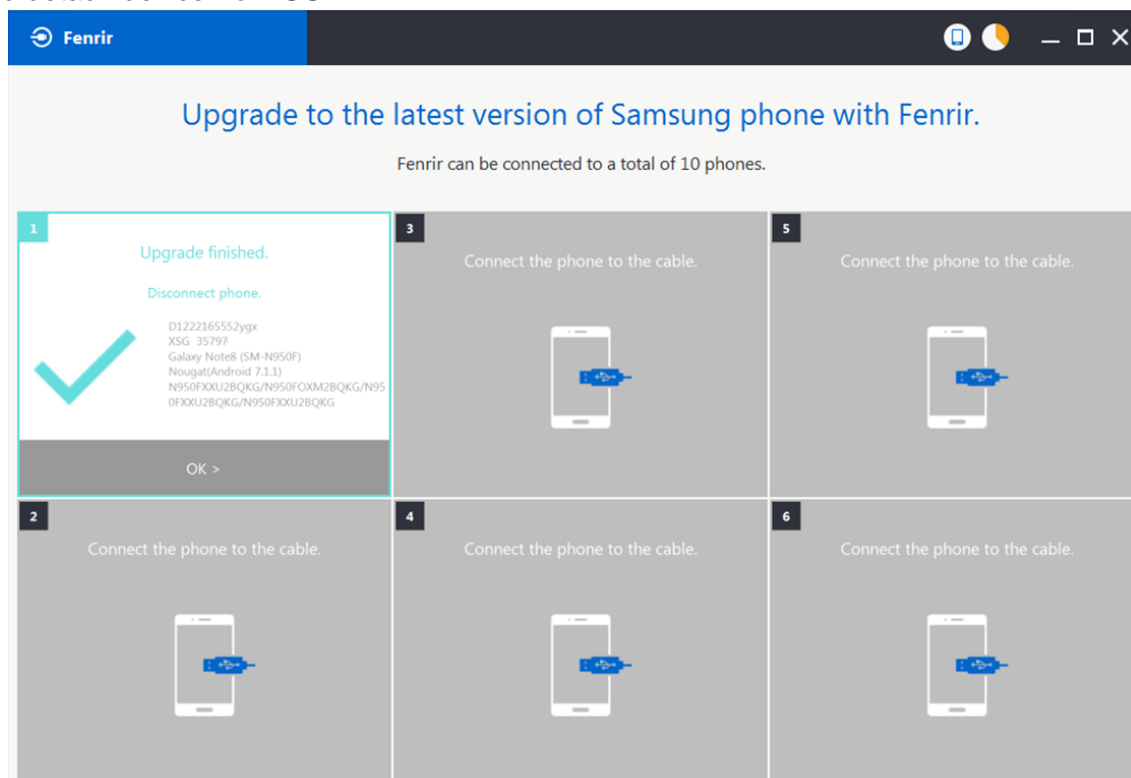 Fenrir
Upgrade to the latest version of Samsung phone with Fenrir.
Fenrir can be connected to a total of 10 phones.
1
Upgrade finished.
Disconnect phone.
D1222165552ygx
XSG 35797
Galaxy Note8 (SM-N950F)
Nougat(Android 7.1.1)
N950FXXU2BQKG/N950FOXM2BQKG/N95
0FXXU2BQKG/N950FXXU2BQKG
OK >
3
Connect the phone to the cable.
5
Connect the phone to the cable.
2
Connect the phone to the cable.
4
Connect the phone to the cable.
6
Connect the phone to the cable.